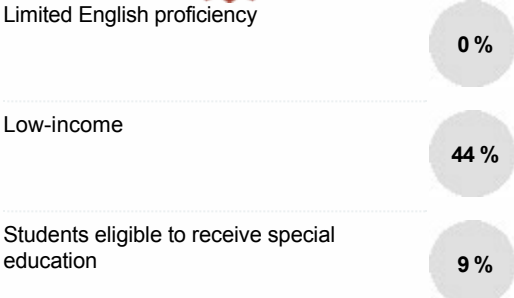 Limited English proficiency
0 %
Low-income
44 %
Students eligible to receive special
education
9 %